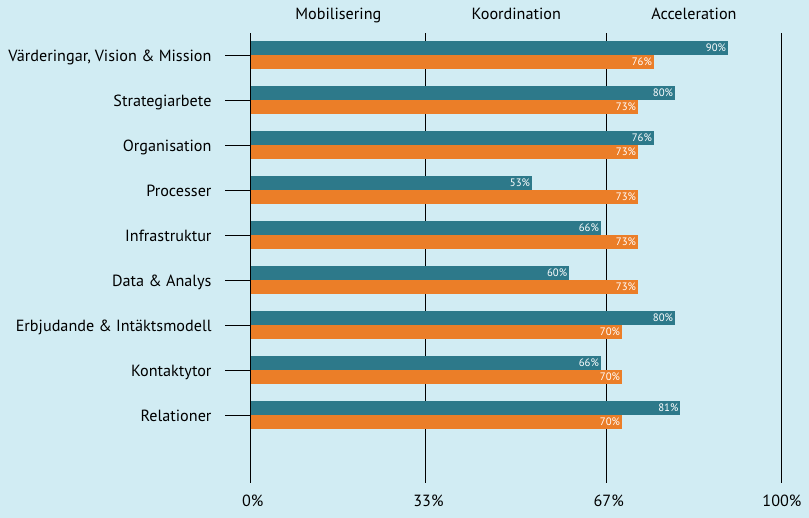 Mobilisering Koordination Acceleration
Värderingar, Vision & Mission 90%
76%
Strategiarbete 80%
73%
Organisation 76%
73%
Processer 53%
73%
Infrastruktur 66%
73%
Data & Analys 60%
73%
Erbjudande & Intäktsmodell 80%
70%
Kontaktytor 66%
70%
Relationer 81%
70%
0% 33% 67% 100%